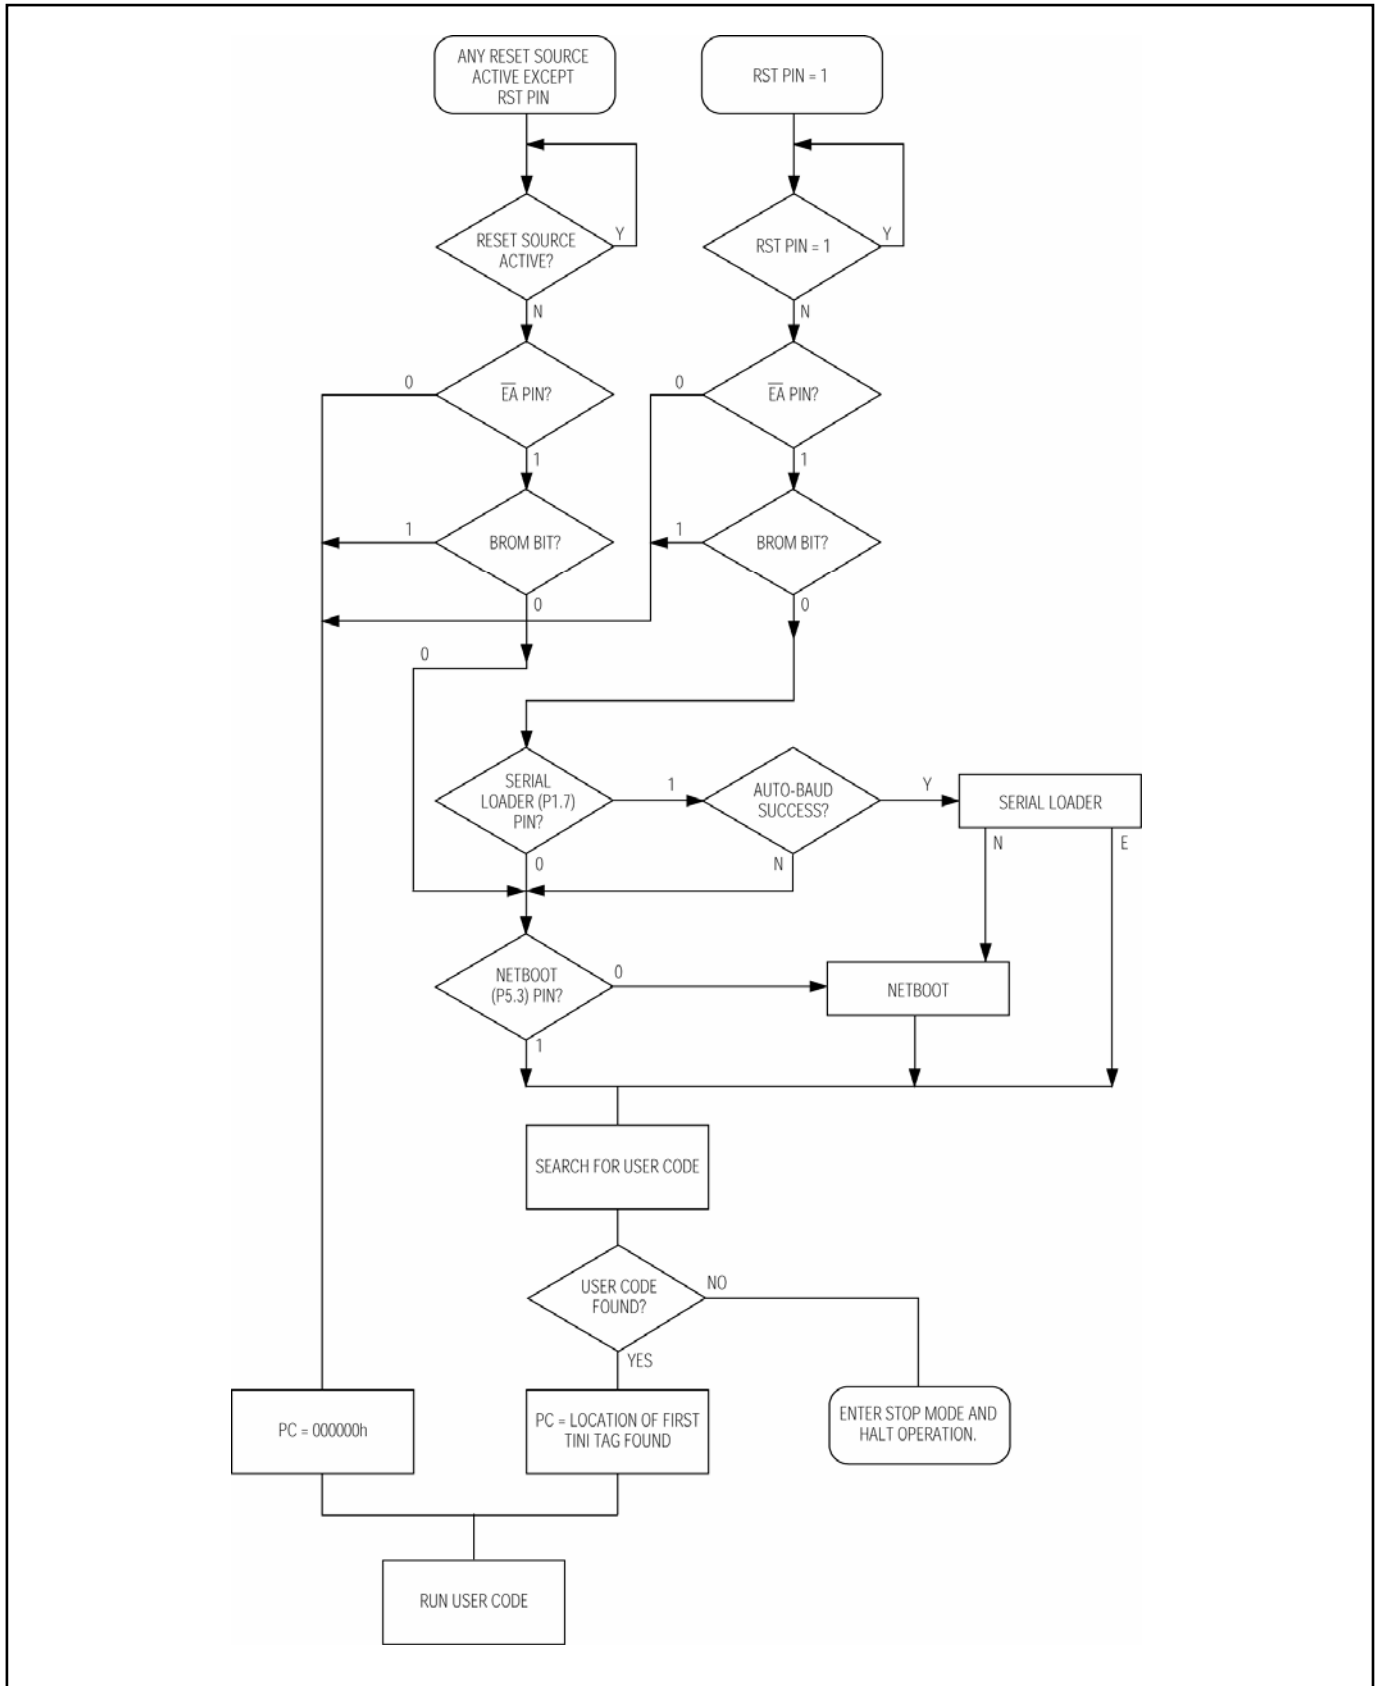 ANY RESET SOURCE
ACTIVE EXCEPT
RST PIN
RST PIN = 1
RESET SOURCE
ACTIVE?
Y
N
RST PIN = 1
Y
N
0
EA PIN?
1
0
EA PIN?
1
1
BROM BIT?
0
1
BROM BIT?
0
0
SERIAL
LOADER (P1.7)
PIN?
1
0
AUTO-BAUD
SUCCESS?
Y
N
SERIAL LOADER
N
E
NETBOOT
(P5.3) PIN?
0
1
NETBOOT
SEARCH FOR USER CODE
USER CODE
FOUND?
NO
YES
PC = 000000h
PC = LOCATION OF FIRST
TINI TAG FOUND
ENTER STOP MODE AND
HALT OPERATION.
RUN USER CODE